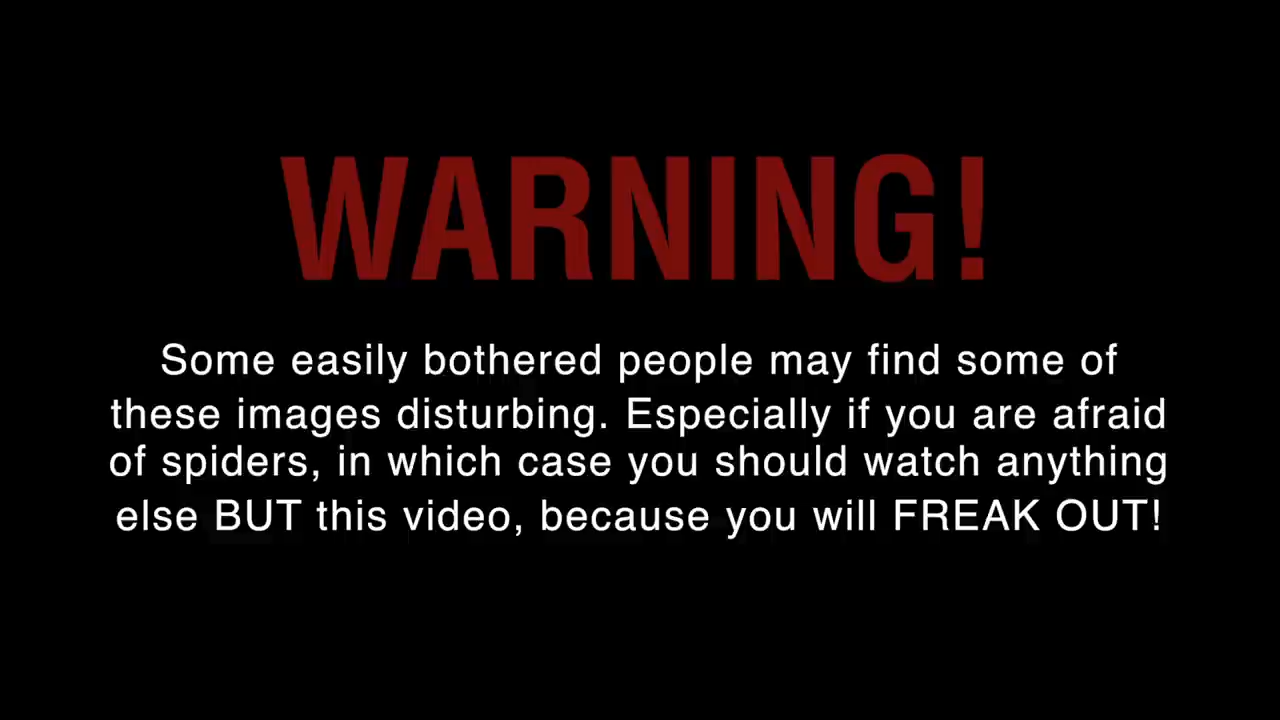 WARNING!
Some easily bothered people may find some of
these images disturbing. Especially if you are afraid
of spiders, in which case you should watch anything
else BUT this video, because you will FREAK OUT!